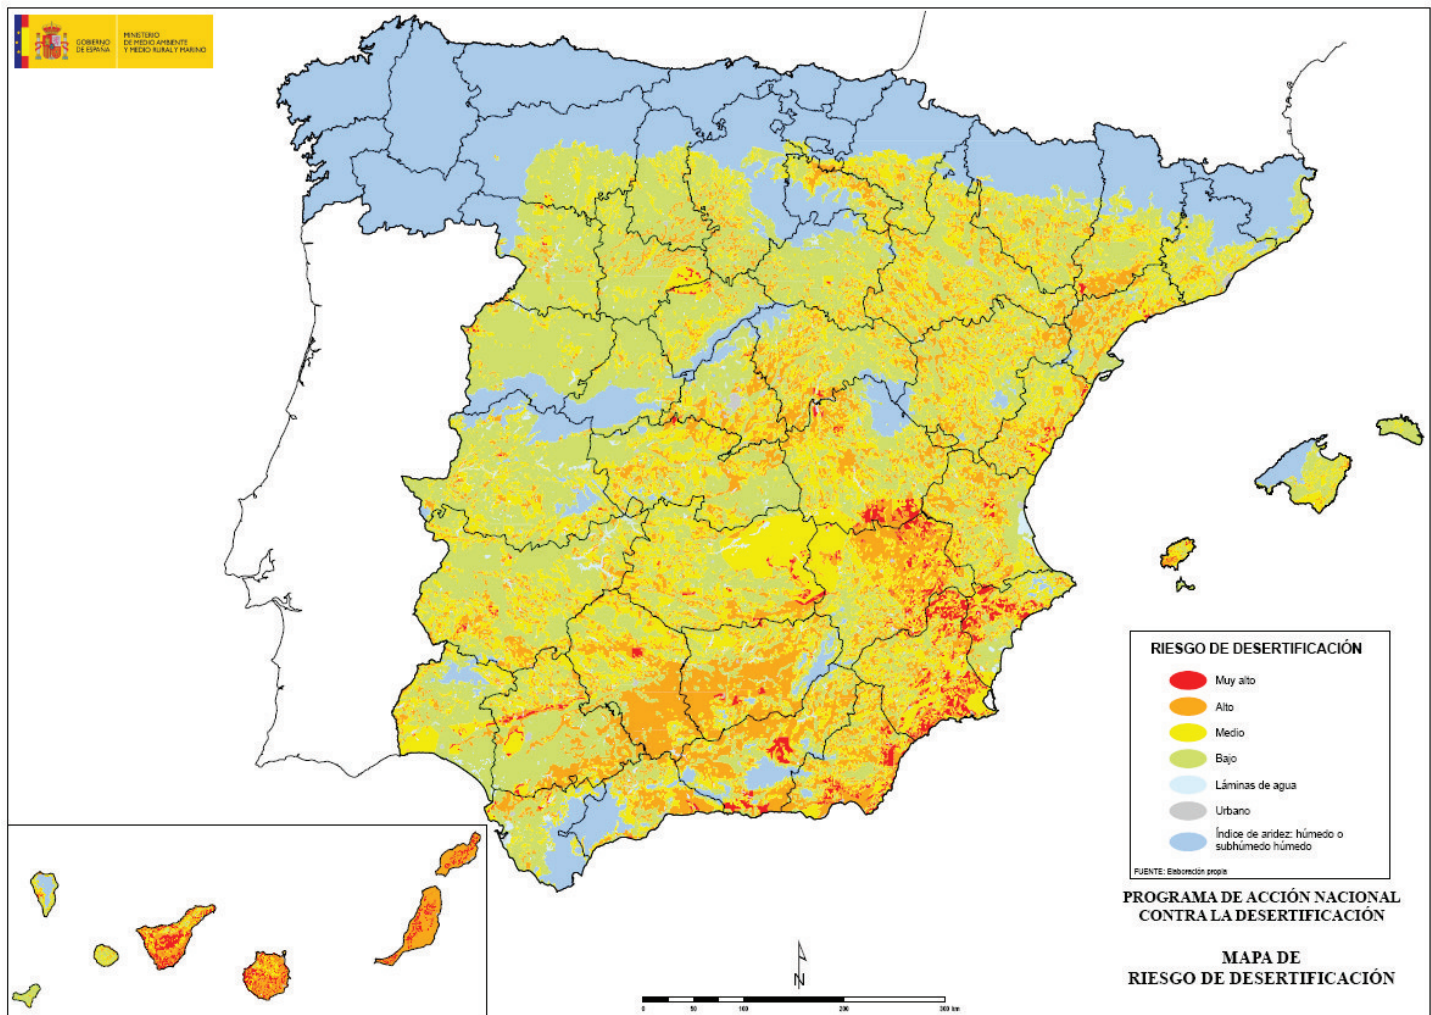 GOBIERNO
DE ESPAÑA
MINISTERIO
DE MEDIO AMBIENTE
Y MEDIO RURAL Y MARINO
RIESGO DE DESERTIFICACIÓN
Muy alto
Alto
Medio
Bajo
Láminas de agua
Urbano
Índice de aridez: húmedo o
subhúmedo húmedo
FUENTE: Elaboración propia
PROGRAMA DE ACCIÓN NACIONAL
CONTRA LA DESERTIFICACIÓN
MAPA DE
RIESGO DE DESERTIFICACIÓN
N
0 50 100 200 300 km